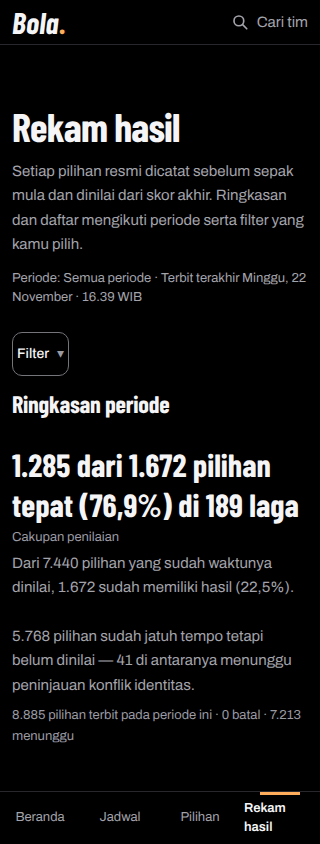 Bola.
Cari tim
Rekam hasil
Setiap pilihan resmi dicatat sebelum sepak
mula dan dinilai dari skor akhir. Ringkasan
dan daftar mengikuti periode serta filter yang
kamu pilih.
Periode: Semua periode · Terbit terakhir Minggu, 22
November · 16.39 WIB
Filter ▼
Ringkasan periode
1.285 dari 1.672 pilihan
tepat (76,9%) di 189 laga
Cakupan penilaian
Dari 7.440 pilihan yang sudah waktunya
dinilai, 1.672 sudah memiliki hasil (22,5%).
5.768 pilihan sudah jatuh tempo tetapi
belum dinilai — 41 di antaranya menunggu
peninjauan konflik identitas.
8.885 pilihan terbit pada periode ini · 0 batal · 7.213
menunggu
Beranda
Jadwal
Pilihan
Rekam
hasil